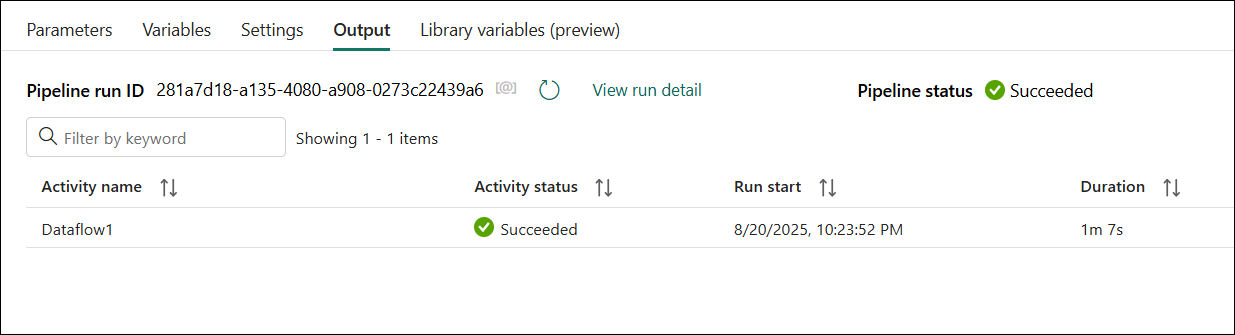 Parameters Variables Settings Output Library variables (preview)
Pipeline run ID 281a7d18-a135-4080-a908-0273c22439a6 [@] View run detail Pipeline status Succeeded
Filter by keyword Showing 1 - 1 items
Activity name Activity status Run start Duration
Dataflow1 Succeeded 8/20/2025, 10:23:52 PM 1m 7s